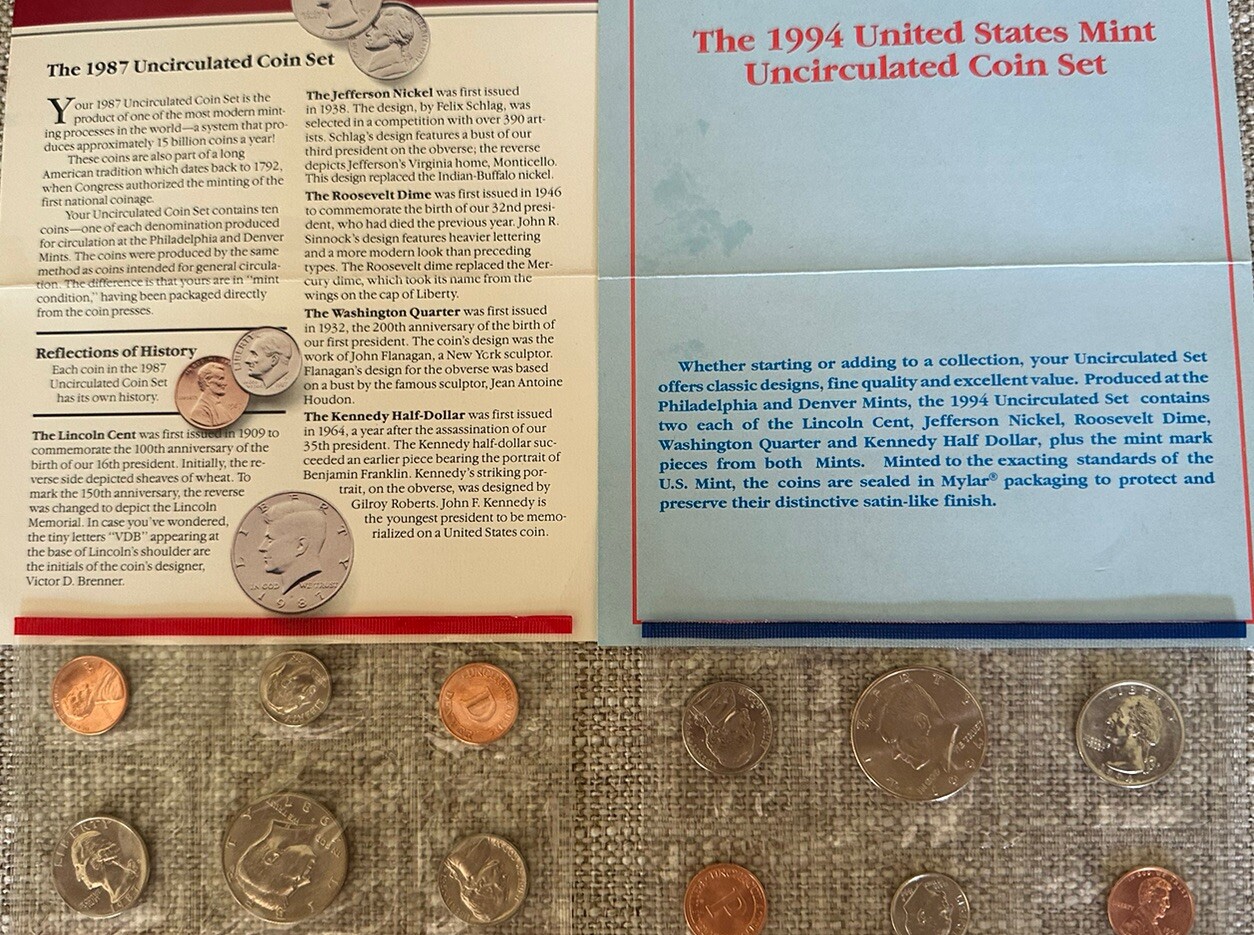 The 1987 Uncirculated Coin Set
Your 1987 Uncirculated Coin Set is the
product of one of the most modern mint-
ing processes in the world—a system that pro-
duces approximately 15 billion coins a year!
These coins are also part of a long
American tradition which dates back to 1792,
when Congress authorized the minting of the
first national coinage.
Your Uncirculated Coin Set contains ten
coins—one of each denomination produced
for circulation at the Philadelphia and Denver
Mints. The coins were produced by the same
method as coins intended for general circula-
tion. The difference is that yours are in "mint
condition," having been packaged directly
from the coin presses.
Reflections of History
Each coin in the 1987
Uncirculated Coin Set
has its own history.
The Lincoln Cent was first issued in 1909 to
commemorate the 100th anniversary of the
birth of our 16th president. Initially, the re-
verse side depicted sheaves of wheat. To
mark the 150th anniversary, the reverse
was changed to depict the Lincoln
Memorial. In case you've wondered,
the tiny letters "VDB" appearing at
the base of Lincoln's shoulder are
the initials of the coin's designer,
Victor D. Brenner.
The Jefferson Nickel was first issued
in 1938. The design, by Felix Schlag, was
selected in a competition with over 390 art-
ists. Schlag's design features a bust of our
third president on the obverse; the reverse
depicts Jefferson's Virginia home, Monticello.
This design replaced the Indian-Buffalo nickel.
The Roosevelt Dime was first issued in 1946
to commemorate the birth of our 32nd presi-
dent, who had died the previous year. John R.
Sinnock's design features heavier lettering
and a more modern look than preceding
types. The Roosevelt dime replaced the Mer-
cury dime, which took its name from the
wings on the cap of Liberty.
The Washington Quarter was first issued
in 1932, the 200th anniversary of the birth of
our first president. The coin's design was the
work of John Flanagan, a New York sculptor.
Flanagan's design for the obverse was based
on a bust by the famous sculptor, Jean Antoine
Houdon.
The Kennedy Half-Dollar was first issued
in 1964, a year after the assassination of our
35th president. The Kennedy half-dollar suc-
ceeded an earlier piece bearing the portrait of
Benjamin Franklin. Kennedy's striking por-
trait, on the obverse, was designed by
Gilroy Roberts. John F. Kennedy is
the youngest president to be memo-
rialized on a United States coin.
LIBERTY
IN GOD WE TRUST
1987
The 1994 United States Mint
Uncirculated Coin Set
Whether starting or adding to a collection, your Uncirculated Set
offers classic designs, fine quality and excellent value. Produced at the
Philadelphia and Denver Mints, the 1994 Uncirculated Set contains
two each of the Lincoln Cent, Jefferson Nickel, Roosevelt Dime,
Washington Quarter and Kennedy Half Dollar, plus the mint mark
pieces from both Mints. Minted to the exacting standards of the
U.S. Mint, the coins are sealed in Mylar® packaging to protect and
preserve their distinctive satin-like finish.
D
LIBERTY
LIBERTY
P